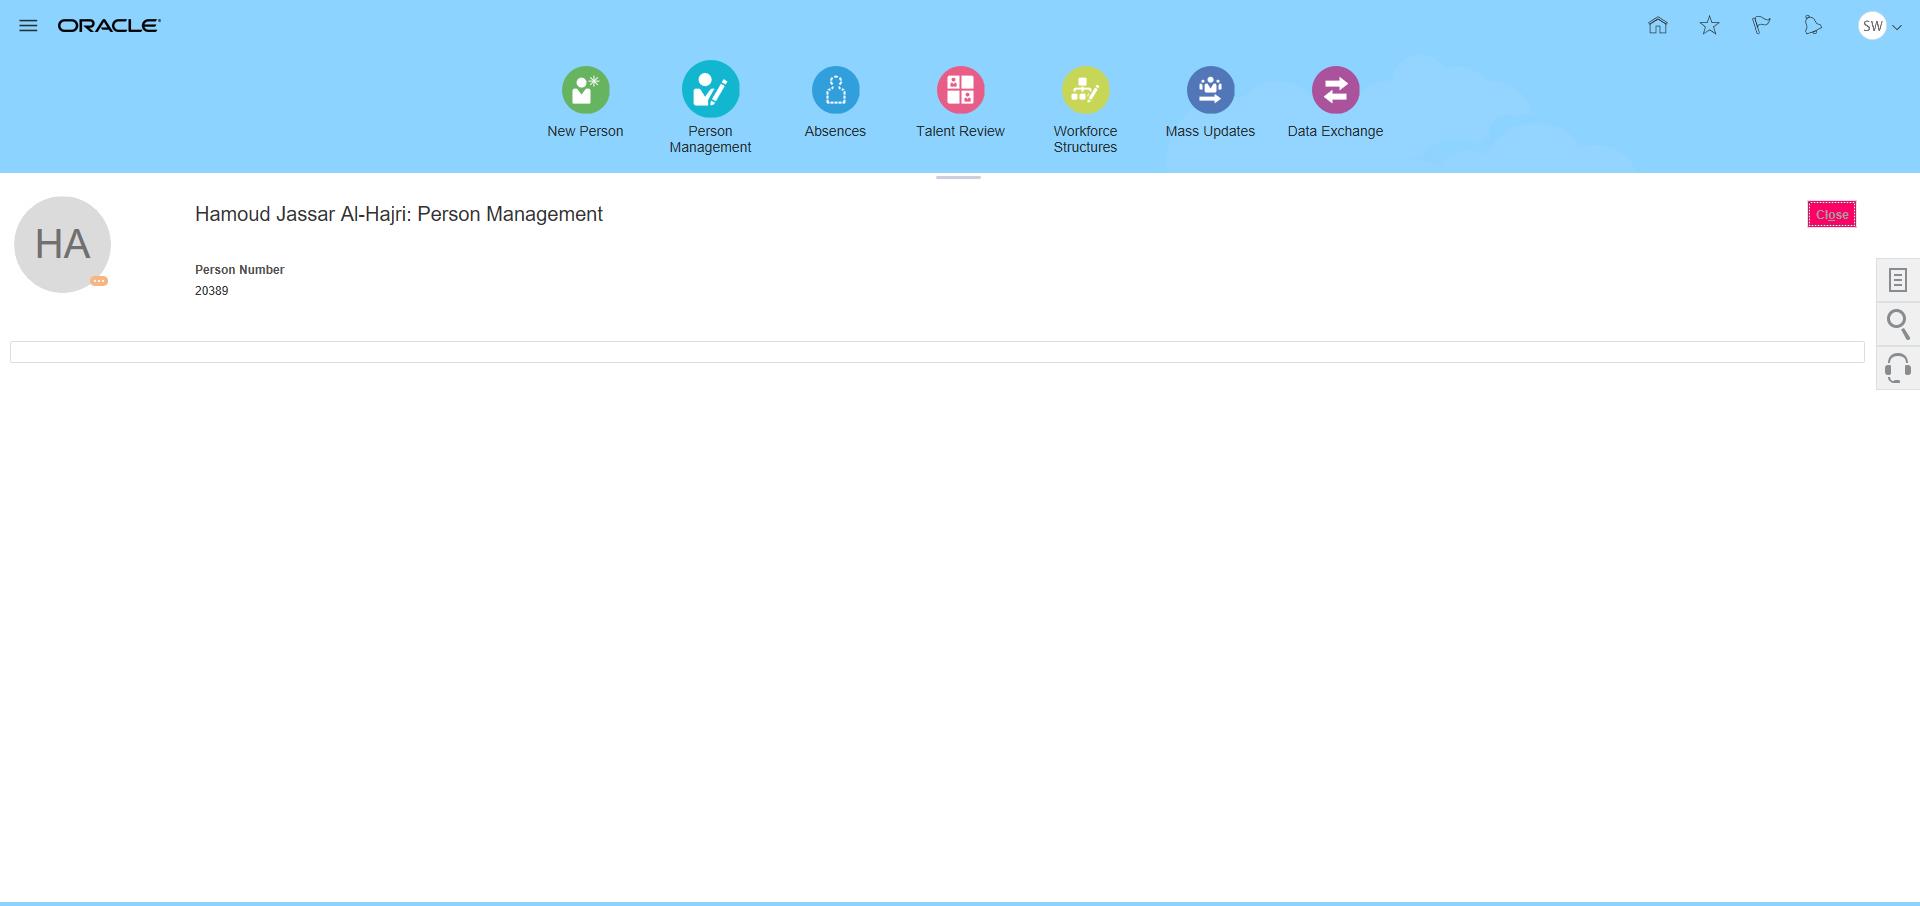 ORACLE
SW
New Person
Person
Management
Absences
Talent Review
Workforce
Structures
Mass Updates
Data Exchange
HA
Hamoud Jassar Al-Hajri: Person Management
Close
Person Number
20389